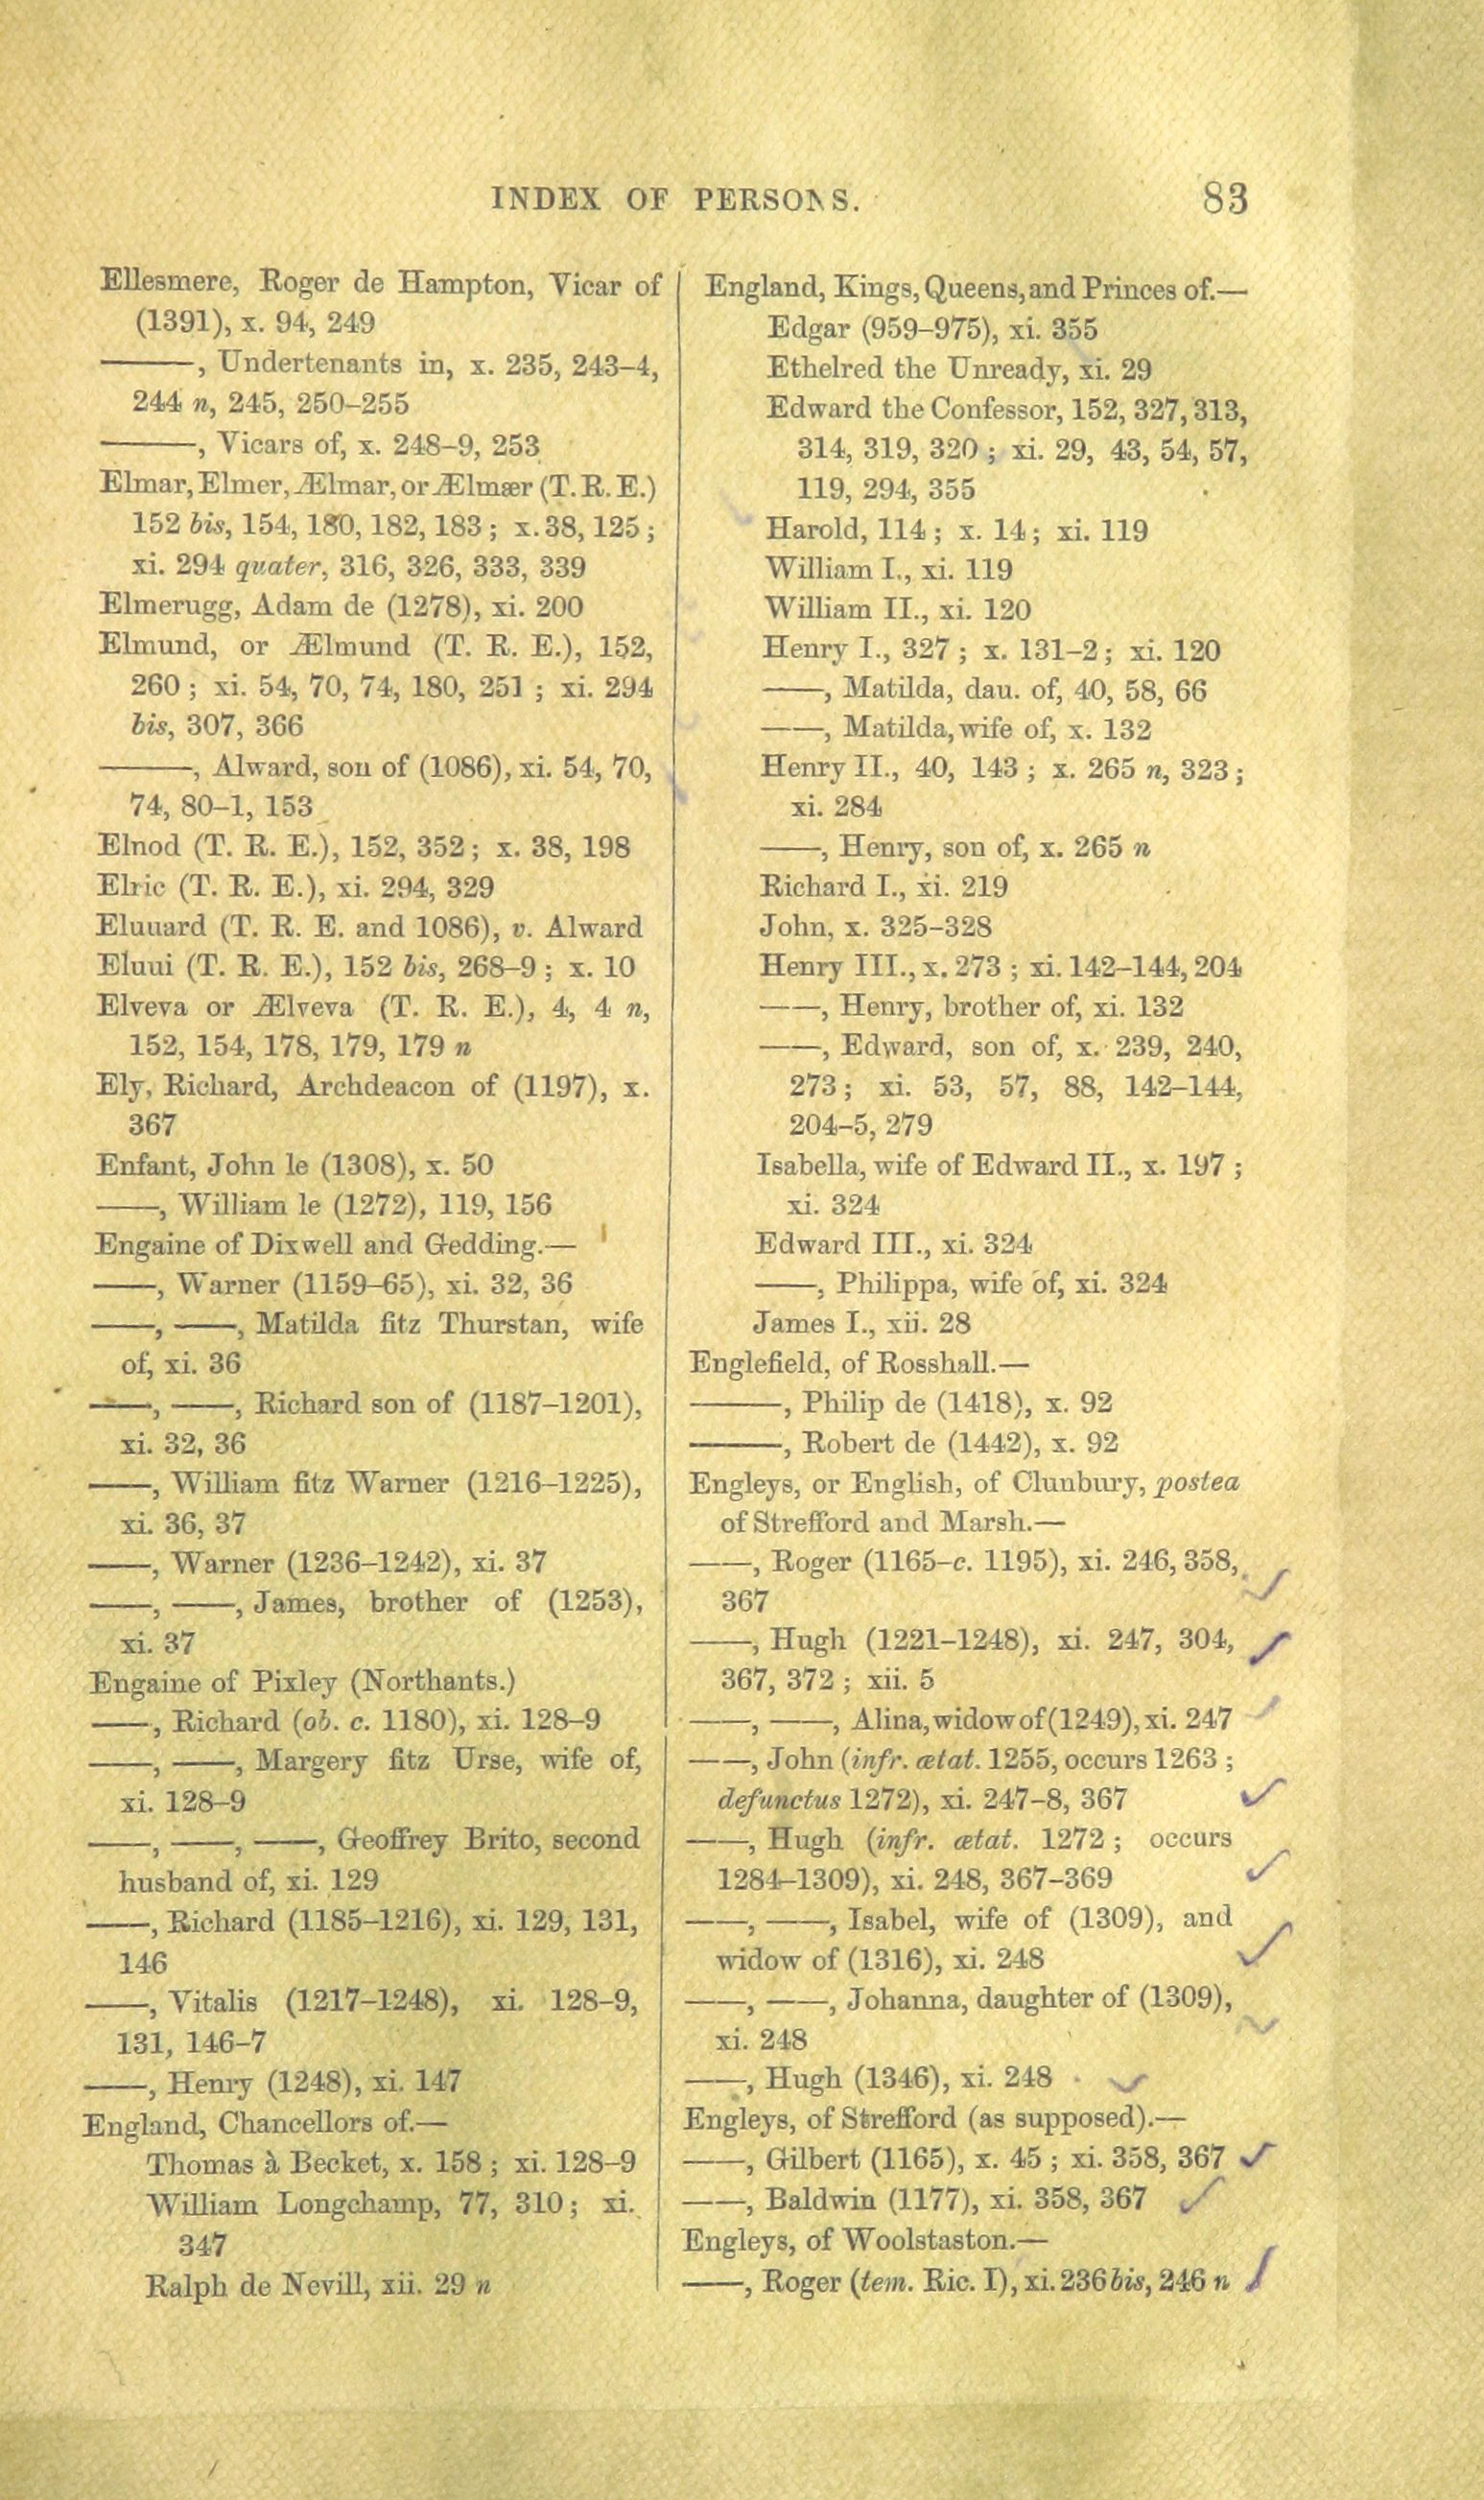 INDEX OF PERSONS. 83
Ellesmere, Roger de Hampton, Vicar of
(1391), x. 94, 249
———, Undertenants in, x. 235, 243–4,
244 n, 245, 250–255
———, Vicars of, x. 248–9, 253
Elmar, Elmer, Ælmar, or Ælmær (T. R. E.)
152 bis, 154, 180, 182, 183 ; x. 38, 125 ;
xi. 294 quater, 316, 326, 333, 339
Elmerugg, Adam de (1278), xi. 200
Elmund, or Ælmund (T. R. E.), 152,
260 ; xi. 54, 70, 74, 180, 251 ; xi. 294
bis, 307, 366
———, Alward, son of (1086), xi. 54, 70,
74, 80–1, 153
Elnod (T. R. E.), 152, 352 ; x. 38, 198
Elric (T. R. E.), xi. 294, 329
Eluuard (T. R. E. and 1086), v. Alward
Eluui (T. R. E.), 152 bis, 268–9 ; x. 10
Elveva or Ælveva (T. R. E.), 4, 4 n,
152, 154, 178, 179, 179 n
Ely, Richard, Archdeacon of (1197), x.
367
Enfant, John le (1308), x. 50
——, William le (1272), 119, 156
Engaine of Dixwell and Gedding.—
——, Warner (1159–65), xi. 32, 36
——, ——, Matilda fitz Thurstan, wife
of, xi. 36
——, ——, Richard son of (1187–1201),
xi. 32, 36
——, William fitz Warner (1216–1225),
xi. 36, 37
——, Warner (1236–1242), xi. 37
——, ——, James, brother of (1253),
xi. 37
Engaine of Pixley (Northants.)
——, Richard (ob. c. 1180), xi. 128–9
——, ——, Margery fitz Urse, wife of,
xi. 128–9
——, ——, ——, Geoffrey Brito, second
husband of, xi. 129
——, Richard (1185–1216), xi. 129, 131,
146
——, Vitalis (1217–1248), xi. 128–9,
131, 146–7
——, Henry (1248), xi. 147
England, Chancellors of.—
Thomas à Becket, x. 158 ; xi. 128–9
William Longchamp, 77, 310 ; xi.
347
Ralph de Nevill, xii. 29 n
England, Kings, Queens, and Princes of.—
Edgar (959–975), xi. 355
Ethelred the Unready, xi. 29
Edward the Confessor, 152, 327, 313,
314, 319, 320 ; xi. 29, 43, 54, 57,
119, 294, 355
Harold, 114 ; x. 14 ; xi. 119
William I., xi. 119
William II., xi. 120
Henry I., 327 ; x. 131–2 ; xi. 120
——, Matilda, dau. of, 40, 58, 66
——, Matilda, wife of, x. 132
Henry II., 40, 143 ; x. 265 n, 323 ;
xi. 284
——, Henry, son of, x. 265 n
Richard I., xi. 219
John, x. 325–328
Henry III., x. 273 ; xi. 142–144, 204
——, Henry, brother of, xi. 132
——, Edward, son of, x. 239, 240,
273 ; xi. 53, 57, 88, 142–144,
204–5, 279
Isabella, wife of Edward II., x. 197 ;
xi. 324
Edward III., xi. 324
——, Philippa, wife of, xi. 324
James I., xii. 28
Englefield, of Rosshall.—
———, Philip de (1418), x. 92
———, Robert de (1442), x. 92
Engleys, or English, of Clunbury, postea
of Strefford and Marsh.—
——, Roger (1165–c. 1195), xi. 246, 358,
367
——, Hugh (1221–1248), xi. 247, 304,
367, 372 ; xii. 5
——, ——, Alina, widow of (1249), xi. 247
——, John (infr. ætat. 1255, occurs 1263 ;
defunctus 1272), xi. 247–8, 367
——, Hugh (infr. ætat. 1272 ; occurs
1284–1309), xi. 248, 367–369
——, ——, Isabel, wife of (1309), and
widow of (1316), xi. 248
——, ——, Johanna, daughter of (1309),
xi. 248
——, Hugh (1346), xi. 248
Engleys, of Strefford (as supposed).—
——, Gilbert (1165), x. 45 ; xi. 358, 367
——, Baldwin (1177), xi. 358, 367
Engleys, of Woolstaston.—
——, Roger (tem. Ric. I), xi. 236 bis, 246 n